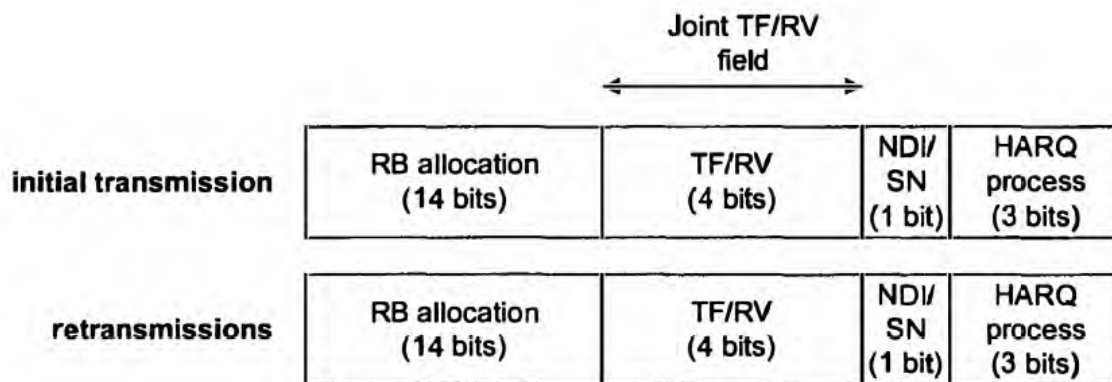 Joint TF/RV
field
initial transmission
RB allocation
(14 bits)
TF/RV
(4 bits)
NDI/
SN
(1 bit)
HARQ
process
(3 bits)
retransmissions
RB allocation
(14 bits)
TF/RV
(4 bits)
NDI/
SN
(1 bit)
HARQ
process
(3 bits)